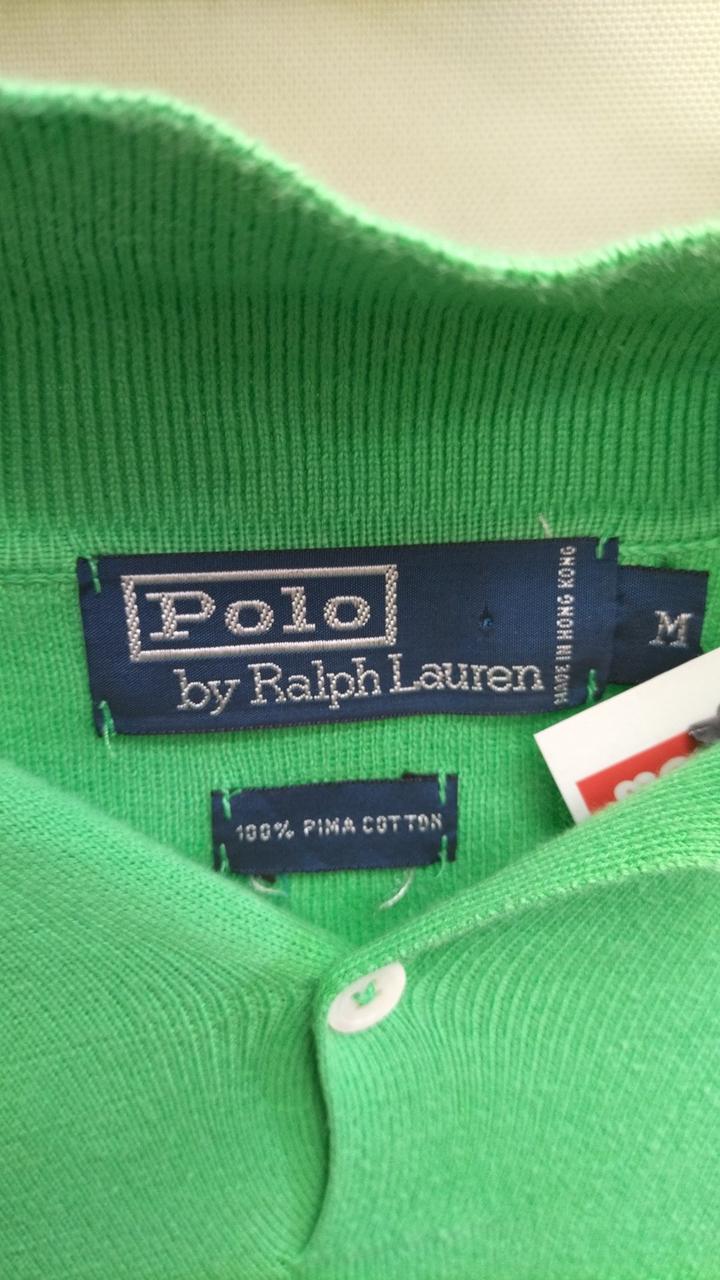 Polo
by Ralph Lauren
MADE IN HONG KONG
M
100% PIMA COTTON